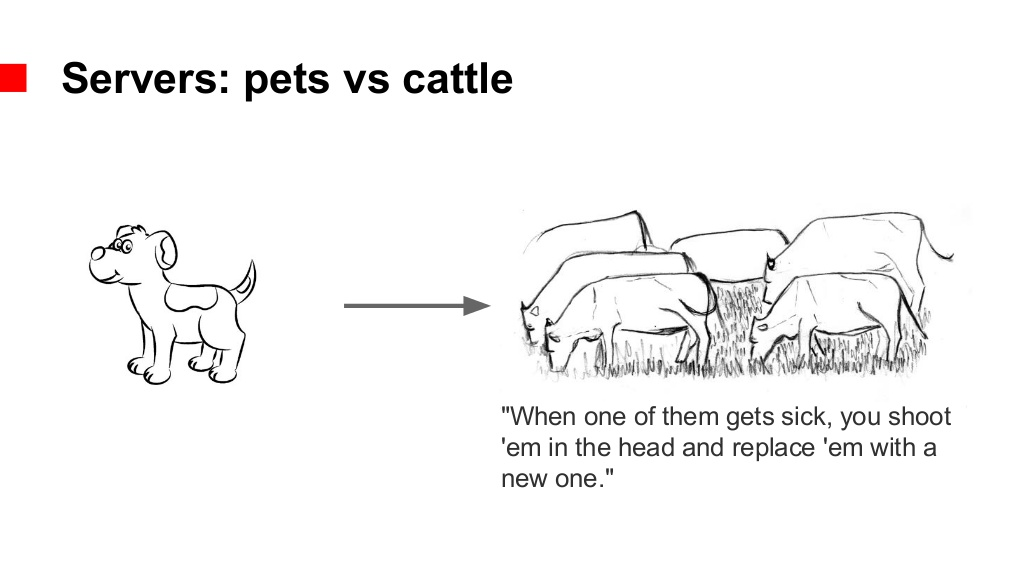 Servers: pets vs cattle
"When one of them gets sick, you shoot
'em in the head and replace 'em with a
new one."